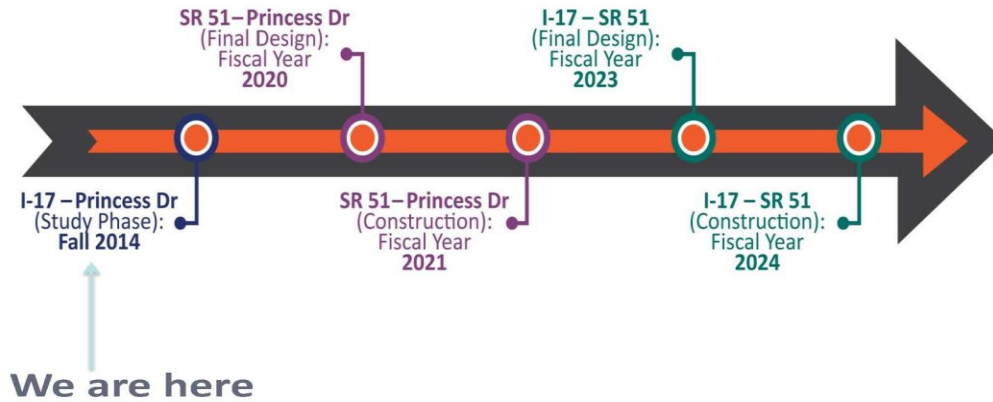 SR 51–Princess Dr
(Final Design):
Fiscal Year
2020
I-17 – SR 51
(Final Design):
Fiscal Year
2023
I-17 – Princess Dr
(Study Phase):
Fall 2014
SR 51–Princess Dr
(Construction):
Fiscal Year
2021
I-17 – SR 51
(Construction):
Fiscal Year
2024
We are here